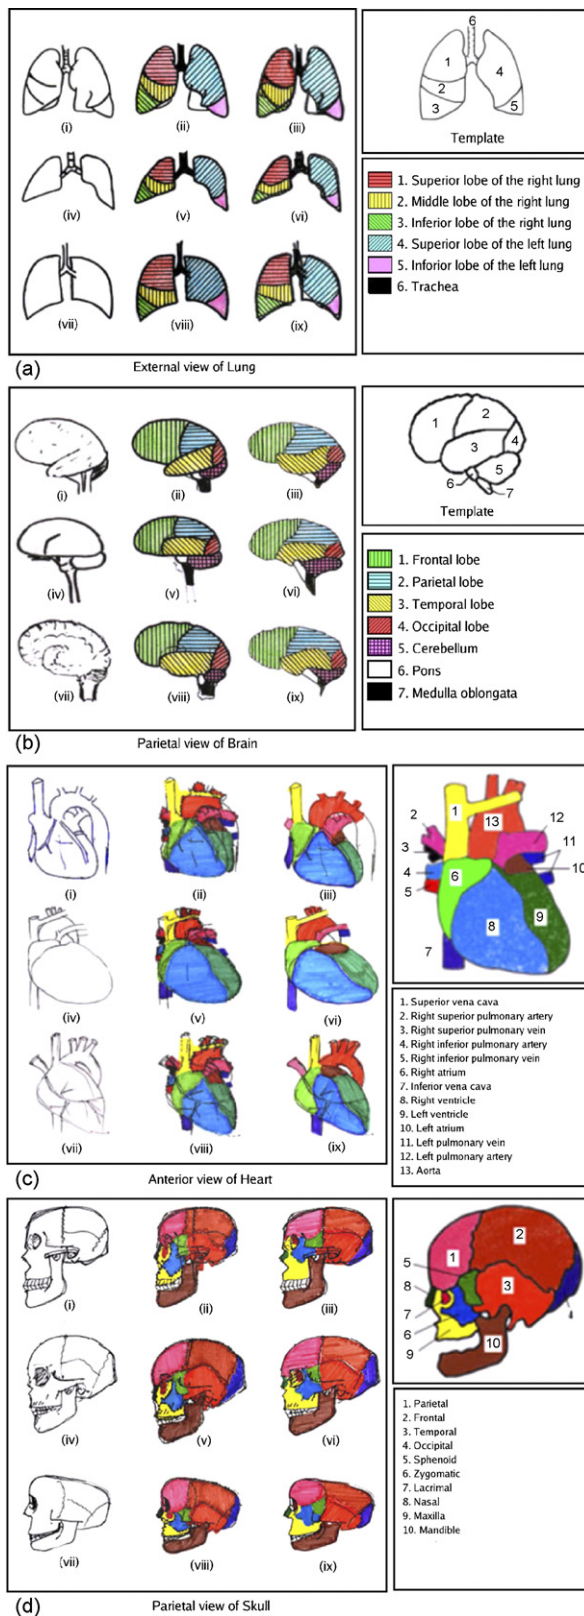 6
1
4
2
3
5
(i)
(ii)
(iii)
Template
(iv)
(v)
(vi)
1. Superior lobe of the right lung
2. Middle lobe of the right lung
3. Inferior lobe of the right lung
4. Superior lobe of the left lung
5. Inforior lobe of the left lung
6. Trachea
(vii)
(viii)
(ix)
(a)
External view of Lung
1
2
3
4
5
6
7
(i)
(ii)
(iii)
Template
(iv)
(v)
(vi)
1. Frontal lobe
2. Parietal lobe
3. Temporal lobe
4. Occipital lobe
5. Cerebellum
6. Pons
7. Medulla oblongata
(vii)
(viii)
(ix)
(b)
Parietal view of Brain
1
2
13
12
3
11
4
10
5
6
9
8
7
(i)
(ii)
(iii)
(iv)
(v)
(vi)
1. Superior vena cava
2. Right superior pulmonary artery
3. Right superior pulmonary vein
4. Right inferior pulmonary artery
5. Right inferior pulmonary vein
6. Right atrium
7. Inferior vena cava
8. Right ventricle
9. Left ventricle
10. Left atrium
11. Left pulmonary vein
12. Left pulmonary artery
13. Aorta
(vii)
(viii)
(ix)
(c)
Anterior view of Heart
1
2
5
3
8
4
7
6
9
10
(i)
(ii)
(iii)
(iv)
(v)
(vi)
1. Parietal
2. Frontal
3. Temporal
4. Occipital
5. Sphenoid
6. Zygomatic
7. Lacrimal
8. Nasal
9. Maxilla
10. Mandible
(vii)
(viii)
(ix)
(d)
Parietal view of Skull